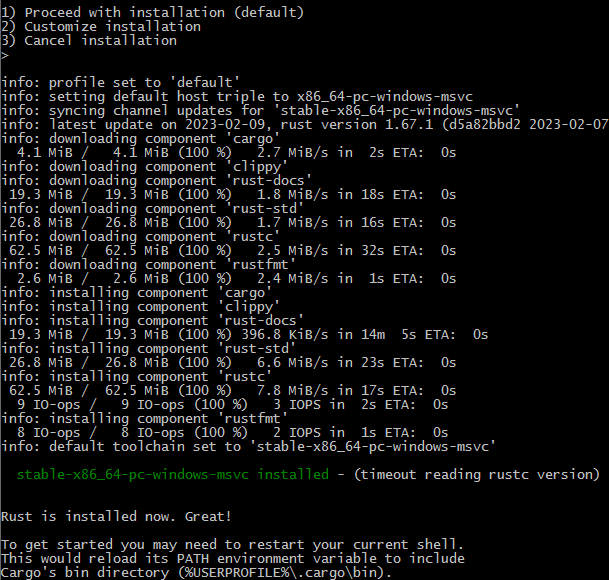 1) Proceed with installation (default)
2) Customize installation
3) Cancel installation
>
info: profile set to 'default'
info: setting default host triple to x86_64-pc-windows-msvc
info: syncing channel updates for 'stable-x86_64-pc-windows-msvc'
info: latest update on 2023-02-09, rust version 1.67.1 (d5a82bbd2 2023-02-07
info: downloading component 'cargo'
  4.1 MiB /   4.1 MiB (100 %)   2.7 MiB/s in  2s ETA:  0s
info: downloading component 'clippy'
info: downloading component 'rust-docs'
 19.3 MiB /  19.3 MiB (100 %)   1.8 MiB/s in 18s ETA:  0s
info: downloading component 'rust-std'
 26.8 MiB /  26.8 MiB (100 %)   1.7 MiB/s in 16s ETA:  0s
info: downloading component 'rustc'
 62.5 MiB /  62.5 MiB (100 %)   2.5 MiB/s in 32s ETA:  0s
info: downloading component 'rustfmt'
  2.6 MiB /   2.6 MiB (100 %)   2.4 MiB/s in  1s ETA:  0s
info: installing component 'cargo'
info: installing component 'clippy'
info: installing component 'rust-docs'
 19.3 MiB /  19.3 MiB (100 %) 396.8 KiB/s in 14m  5s ETA:  0s
info: installing component 'rust-std'
 26.8 MiB /  26.8 MiB (100 %)   6.6 MiB/s in 23s ETA:  0s
info: installing component 'rustc'
 62.5 MiB /  62.5 MiB (100 %)   7.8 MiB/s in 17s ETA:  0s
  9 IO-ops /   9 IO-ops (100 %)   3 IOPS in  2s ETA:  0s
info: installing component 'rustfmt'
  8 IO-ops /   8 IO-ops (100 %)   2 IOPS in  1s ETA:  0s
info: default toolchain set to 'stable-x86_64-pc-windows-msvc'
  stable-x86_64-pc-windows-msvc installed - (timeout reading rustc version)
Rust is installed now. Great!
To get started you may need to restart your current shell.
This would reload its PATH environment variable to include
Cargo's bin directory (%USERPROFILE%\.cargo\bin).